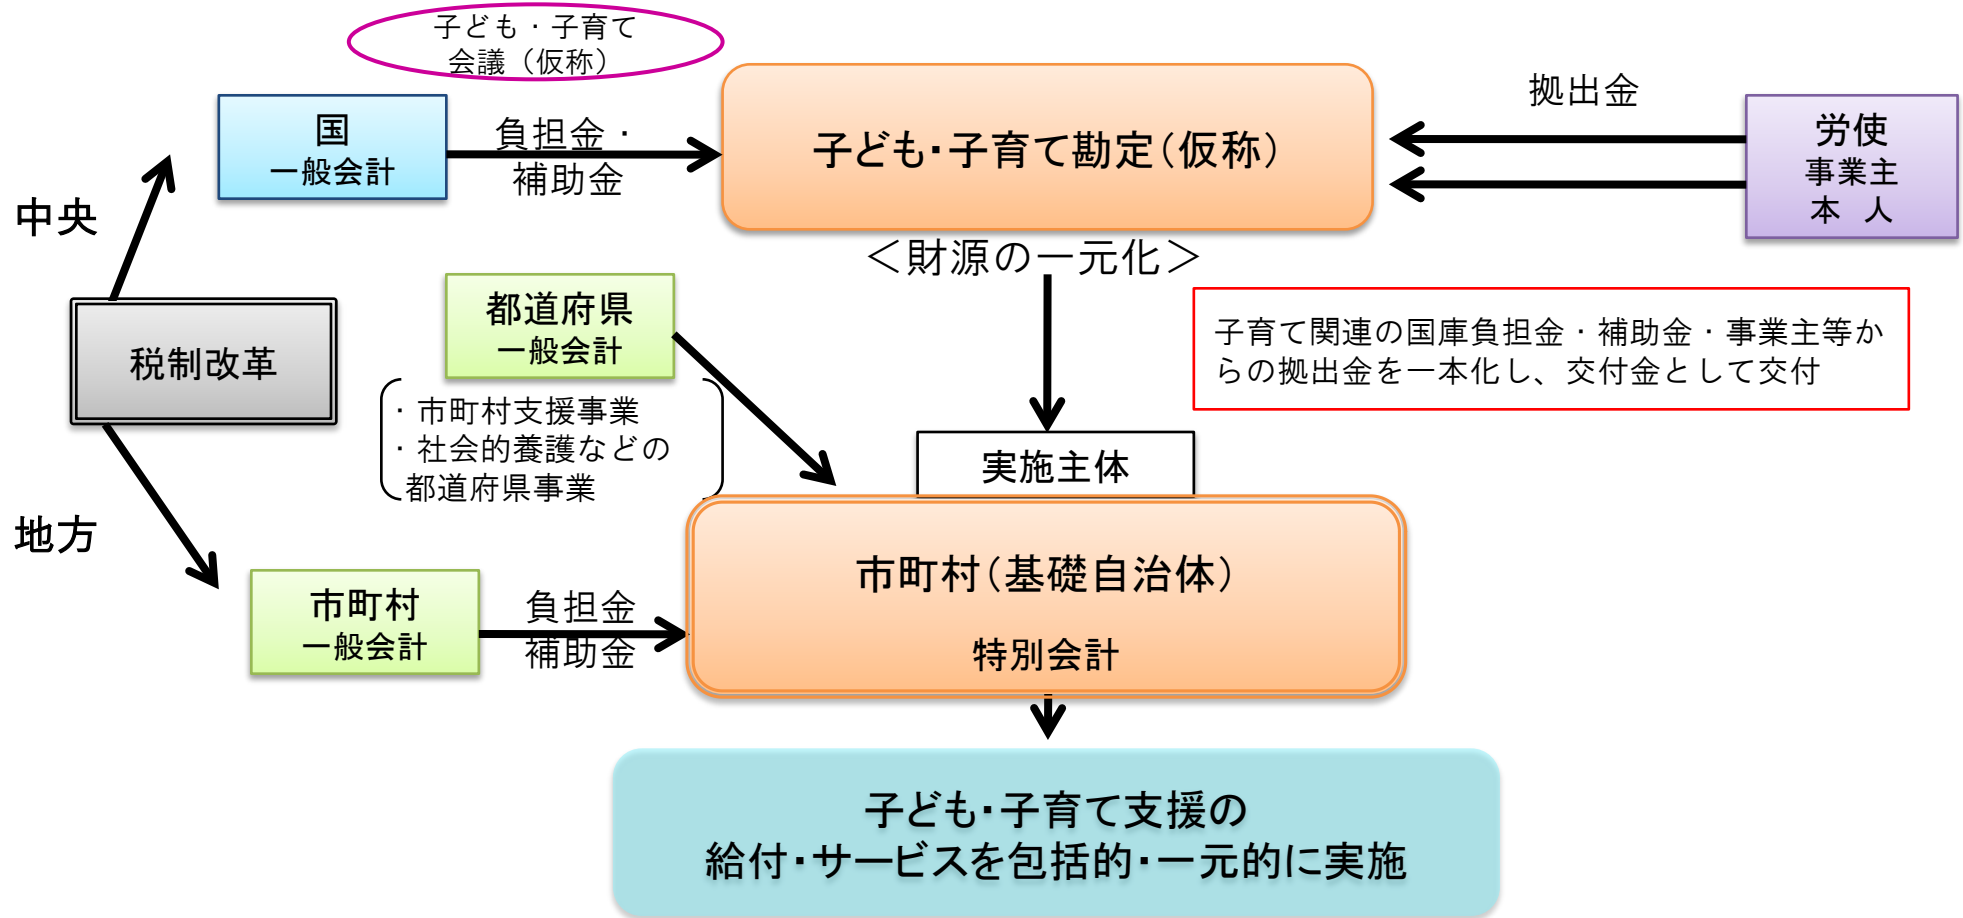 子ども・子育て
会議（仮称）
国
一般会計
負担金・
補助金
子ども・子育て勘定（仮称）
拠出金
労使
事業主
本　人
中央
＜財源の一元化＞
都道府県
一般会計
税制改革
子育て関連の国庫負担金・補助金・事業主等か
らの拠出金を一本化し、交付金として交付
・市町村支援事業
・社会的養護などの
都道府県事業
実施主体
地方
市町村（基礎自治体）
特別会計
市町村
一般会計
負担金
補助金
子ども・子育て支援の
給付・サービスを包括的・一元的に実施